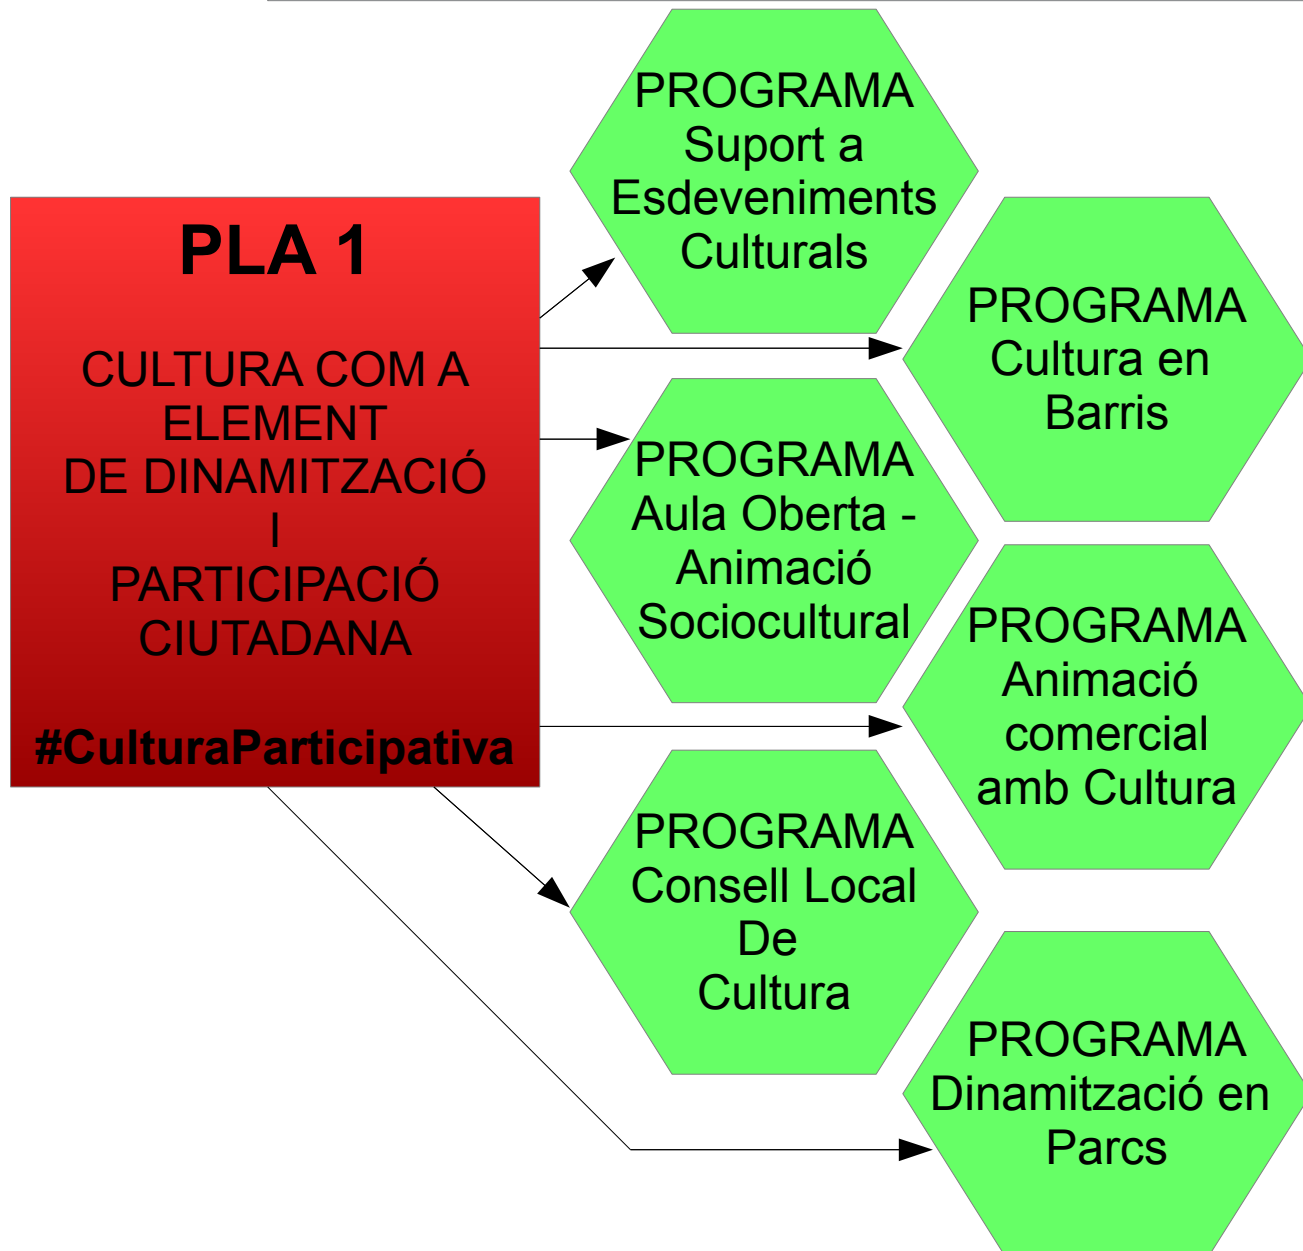 PLA 1
CULTURA COM A
ELEMENT
DE DINAMITZACIÓ
I
PARTICIPACIÓ
CIUTADANA
#CulturaParticipativa
PROGRAMA
Suport a
Esdeveniments
Culturals
PROGRAMA
Cultura en
Barris
PROGRAMA
Aula Oberta -
Animació
Sociocultural
PROGRAMA
Animació
comercial
amb Cultura
PROGRAMA
Consell Local
De
Cultura
PROGRAMA
Dinamització en
Parcs